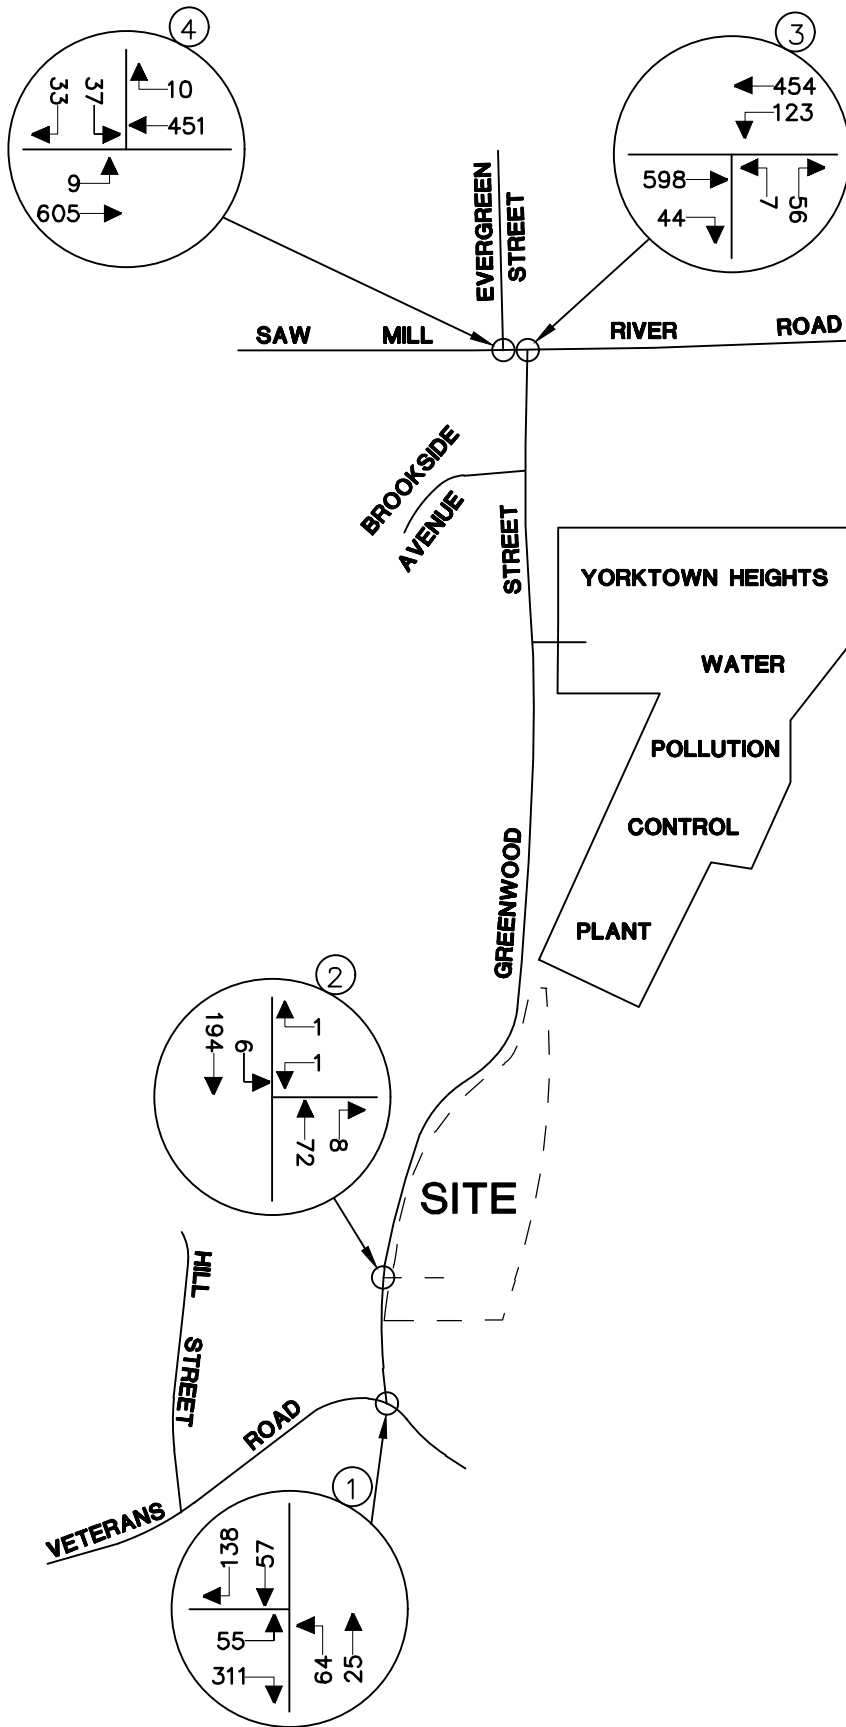 4
3
33
37
10
451
9
605
454
123
598
44
7
56
EVERGREEN
STREET
SAW MILL RIVER ROAD
BROOKSIDE
AVENUE
GREENWOOD STREET
YORKTOWN HEIGHTS
WATER
POLLUTION
CONTROL
PLANT
2
194
6
1
1
72
8
SITE
HILL STREET
VETERANS ROAD
1
138
57
55
311
64
25